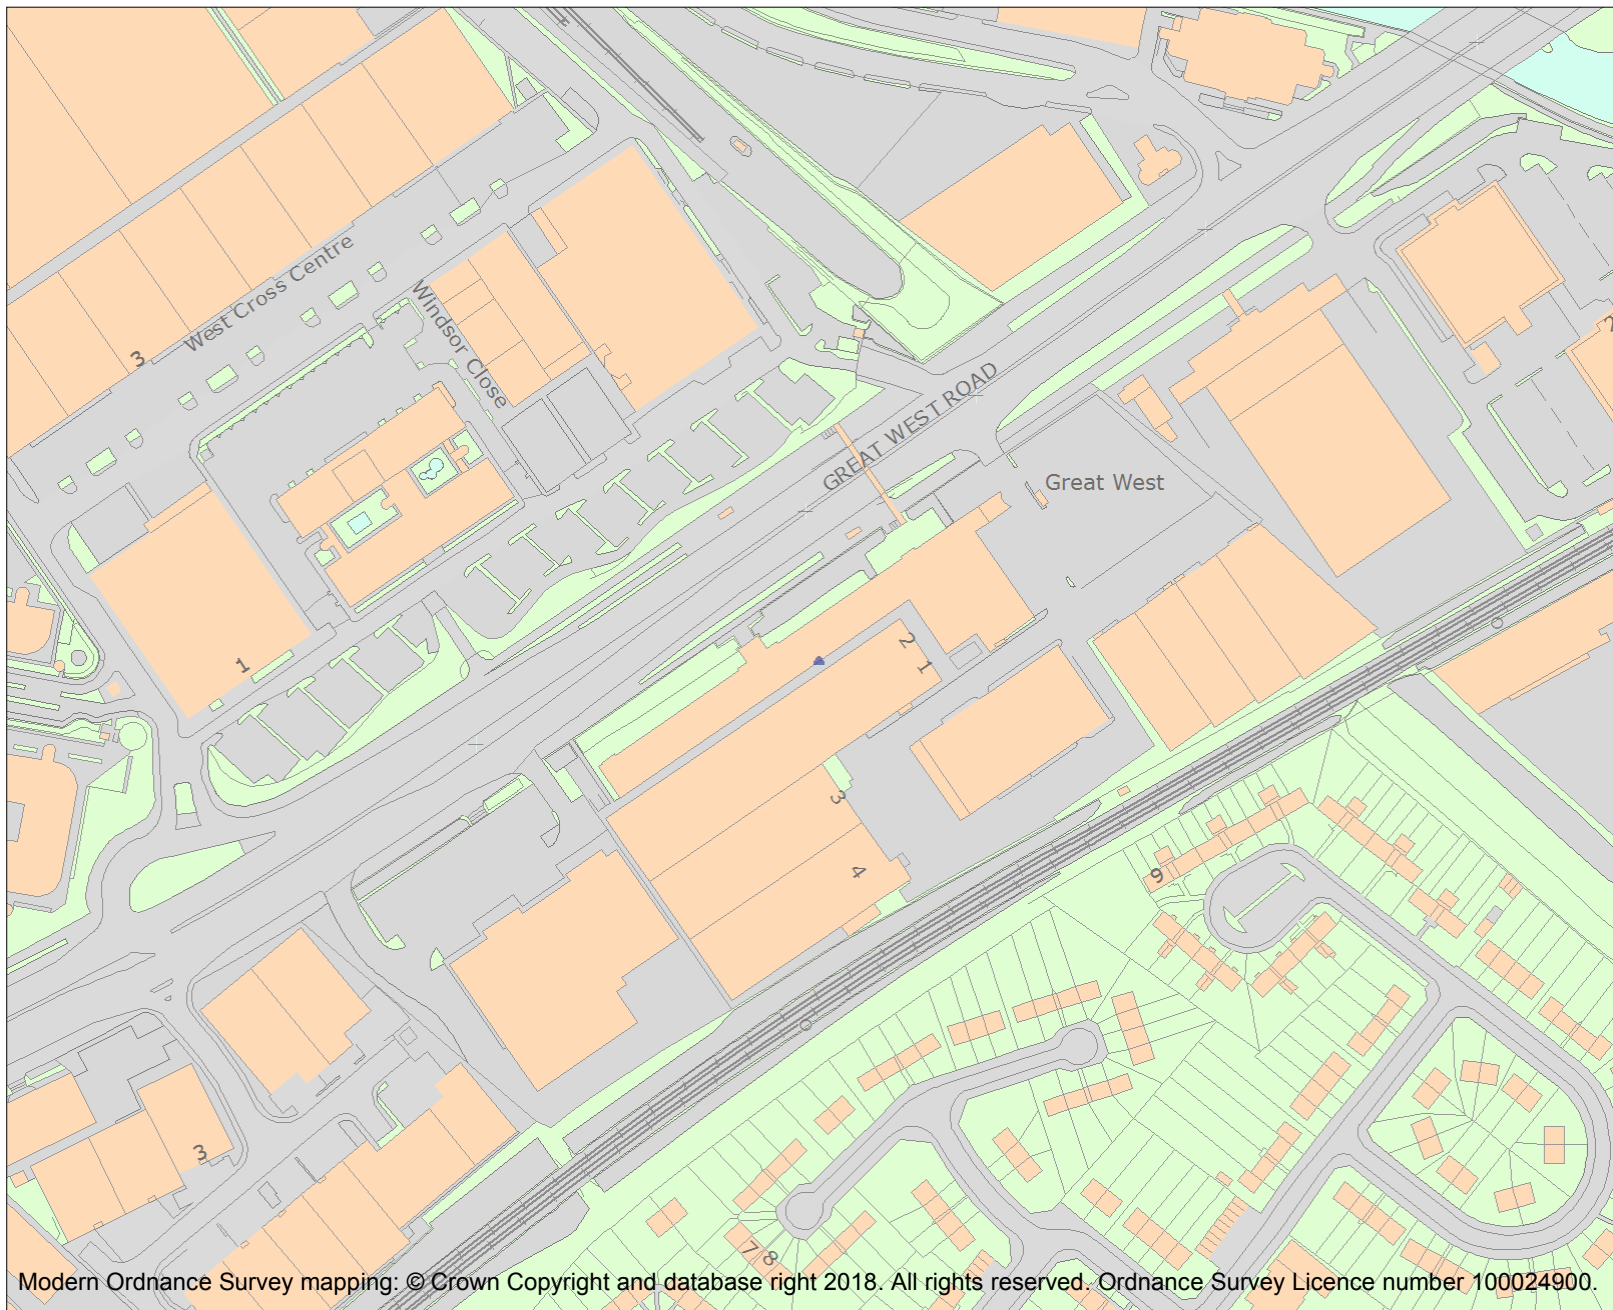 West Cross Centre
3
Windsor Close
GREAT WEST ROAD
Great West
2
1
1
3
4
9
3
7 8
2
Modern Ordnance Survey mapping: © Crown Copyright and database right 2018. All rights reserved. Ordnance Survey Licence number 100024900.